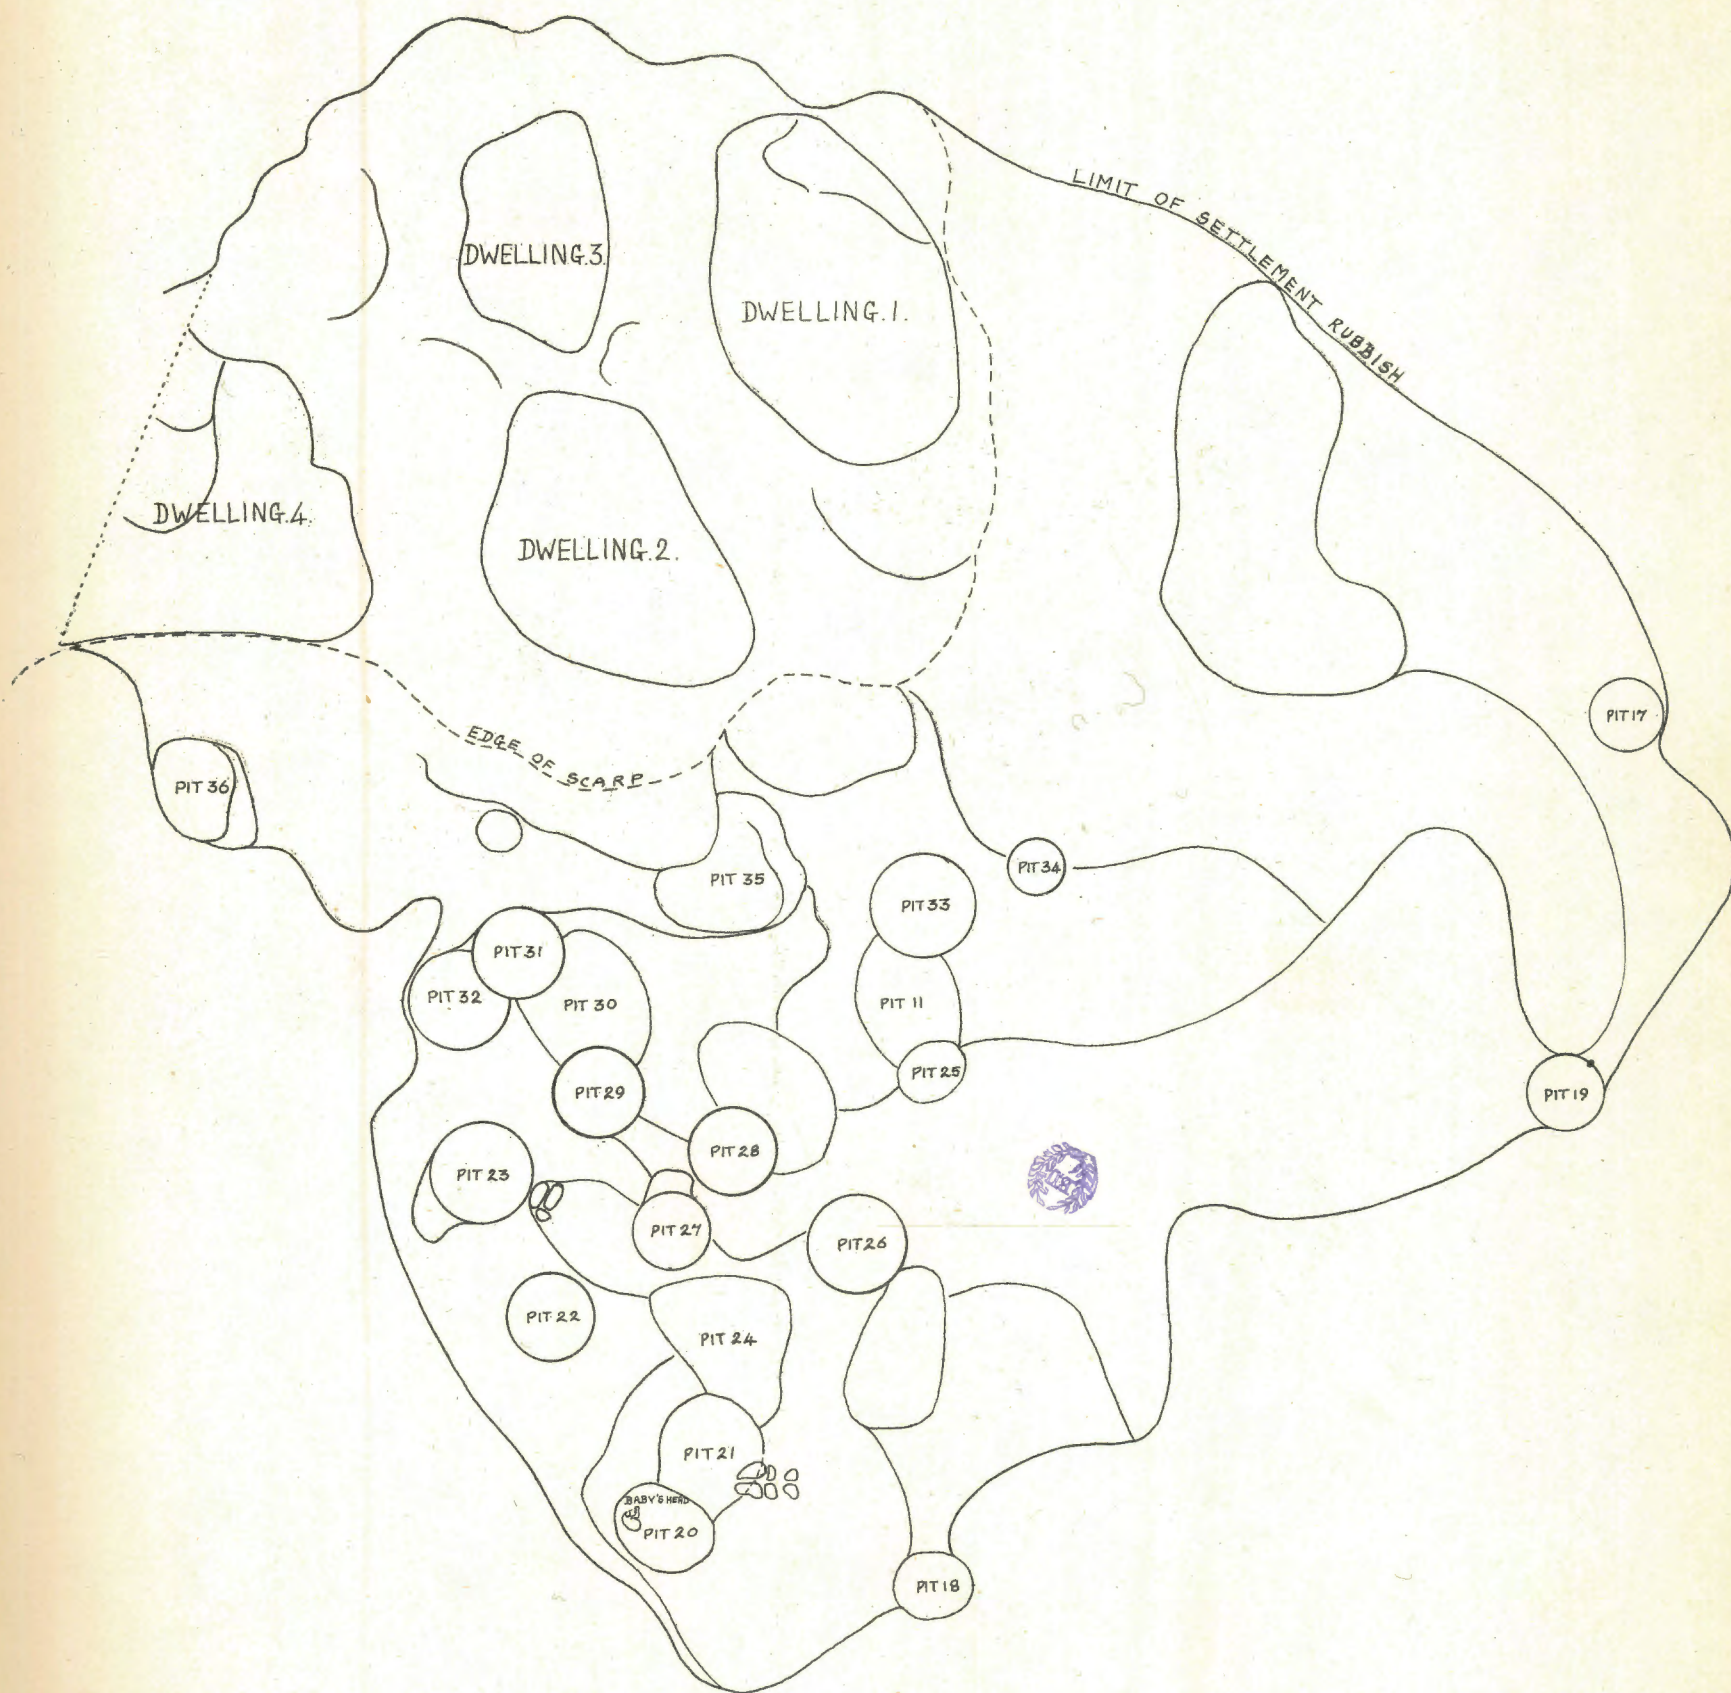 LIMIT OF SETTLEMENT RUBBISH
DWELLING.3.
DWELLING.1.
DWELLING.4.
DWELLING.2.
EDGE OF SCARP
PIT 17
PIT 36
PIT 35
PIT 34
PIT 33
PIT 31
PIT 32
PIT 30
PIT 11
PIT 25
PIT 29
PIT 19
PIT 28
PIT 23
PIT 27
PIT 26
PIT 22
PIT 24
PIT 21
BABY'S HEAD
PIT 20
PIT 18